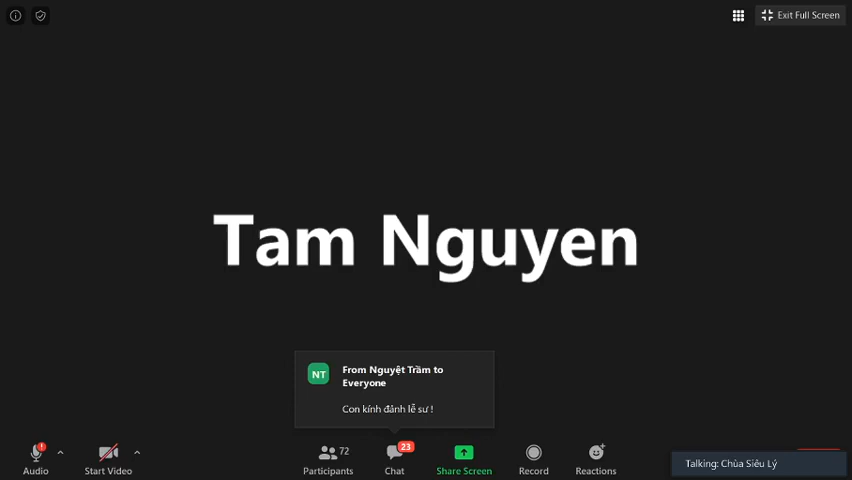 Exit Full Screen
Tam Nguyen
NT
From Nguyệt Trầm to
Everyone
Con kính đảnh lễ sư !
72
23
Audio
Start Video
Participants
Chat
Share Screen
Record
Reactions
Talking: Chùa Siêu Lý